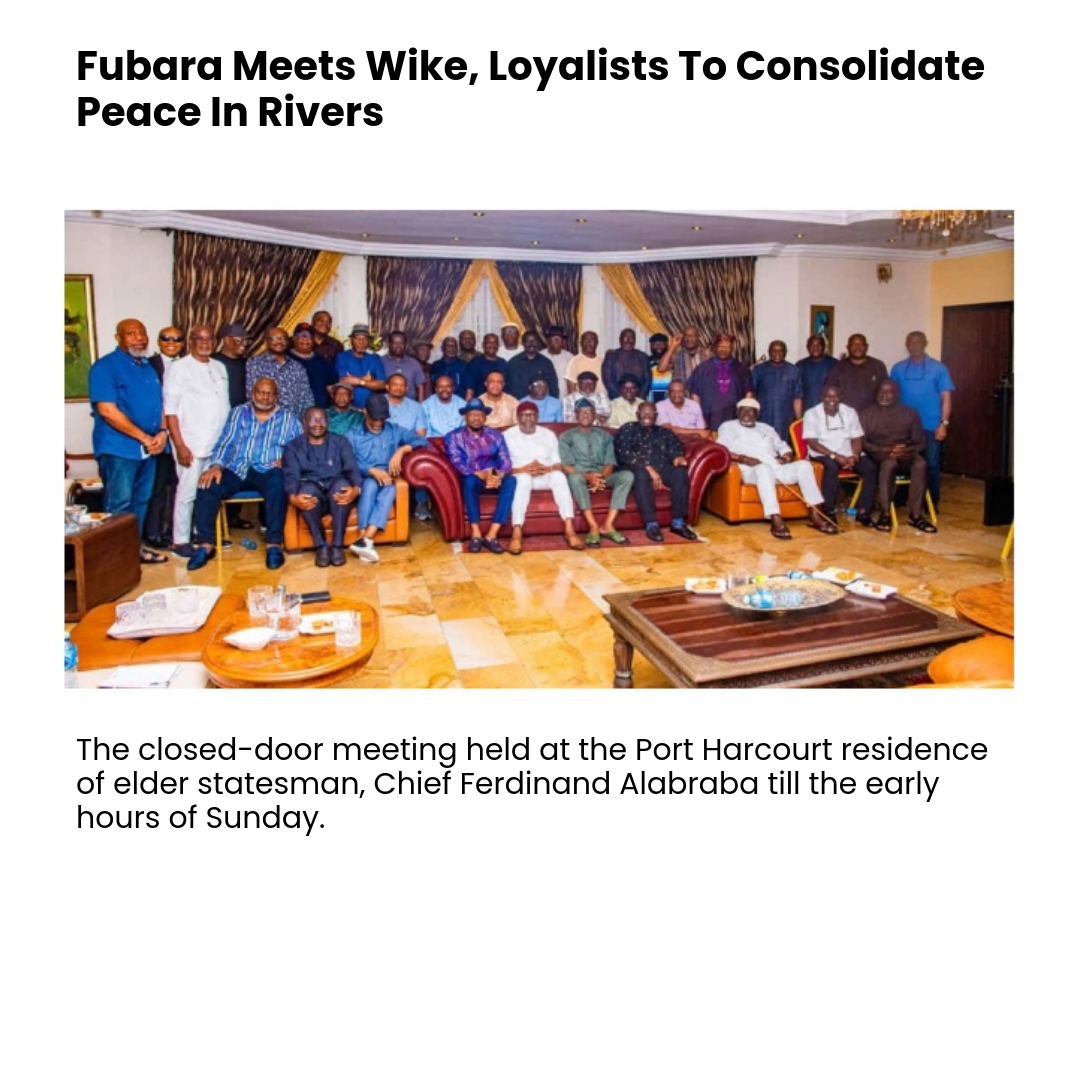 Fubara Meets Wike, Loyalists To Consolidate
Peace In Rivers
The closed-door meeting held at the Port Harcourt residence
of elder statesman, Chief Ferdinand Alabraba till the early
hours of Sunday.